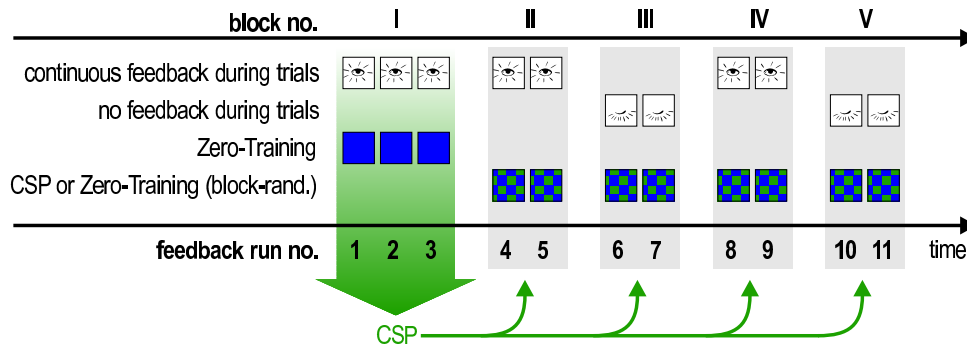 block no. I II III IV V
continuous feedback during trials
no feedback during trials
Zero-Training
CSP or Zero-Training (block-rand.)
feedback run no. 1 2 3 4 5 6 7 8 9 10 11 time
CSP